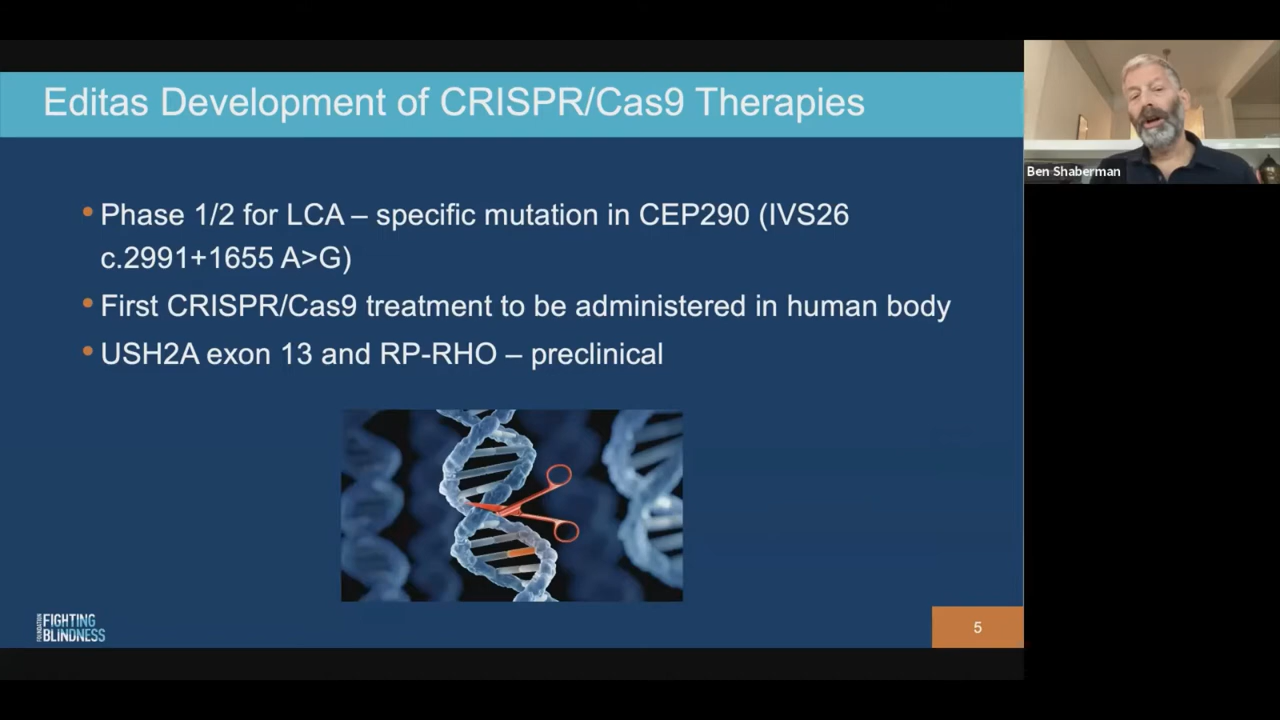 Editas Development of CRISPR/Cas9 Therapies
Ben Shaberman
• Phase 1/2 for LCA – specific mutation in CEP290 (IVS26
c.2991+1655 A>G)
• First CRISPR/Cas9 treatment to be administered in human body
• USH2A exon 13 and RP-RHO – preclinical
FOUNDATION
FIGHTING
BLINDNESS
5